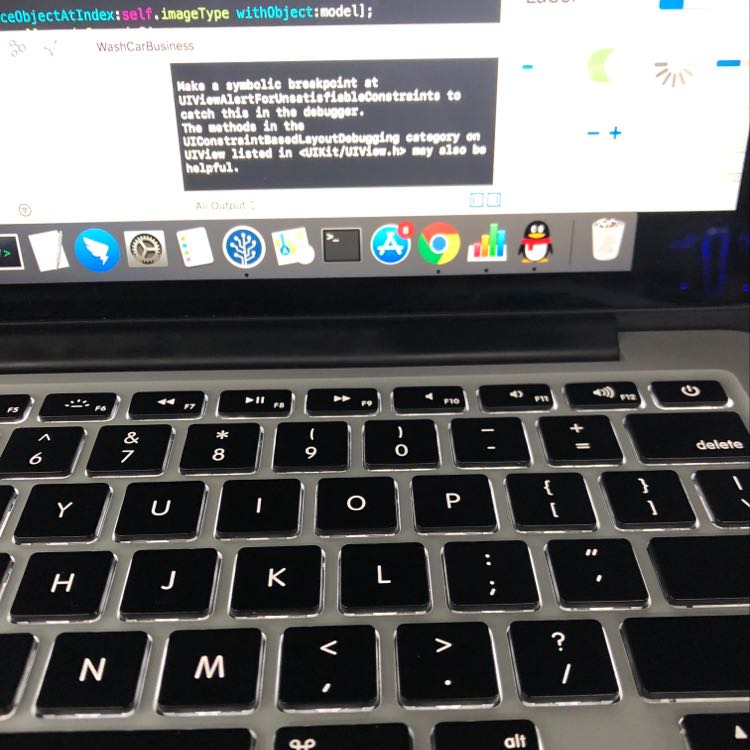 ceObjectAtIndex:self.imageType withObject:model];
WashCarBusiness
Make a symbolic breakpoint at
UIViewAlertForUnsatisfiableConstraints to
catch this in the debugger.
The methods in the
UIConstraintBasedLayoutDebugging category on
UIView listed in <UIKit/UIView.h> may also be
helpful.
All Output
8
F5 F6 F7 F8 F9 F10 F11 F12
^ & * ( ) - +
6 7 8 9 0 - = delete
Y U I O P { [ } ]
H J K L : ; " '
N M < , > . ? /
⌘ alt